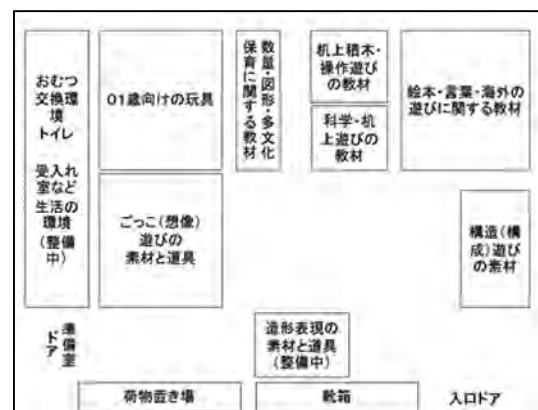 おむつ
交換環
境
トイレ
受入れ
室など
生活の
環境
(整備
中)
01歳向けの玩具
ごっこ(想像)
遊びの
素材と道具
数量・図形・多文化
保育に関する教材
机上積木・
操作遊び
の教材
科学・机
上遊びの
教材
絵本・言葉・海外の
遊びに関する教材
構造(構
成)遊び
の素材
準備室
ドア
造形表現の
素材と道具
(整備中)
荷物置き場
靴箱
入口ドア